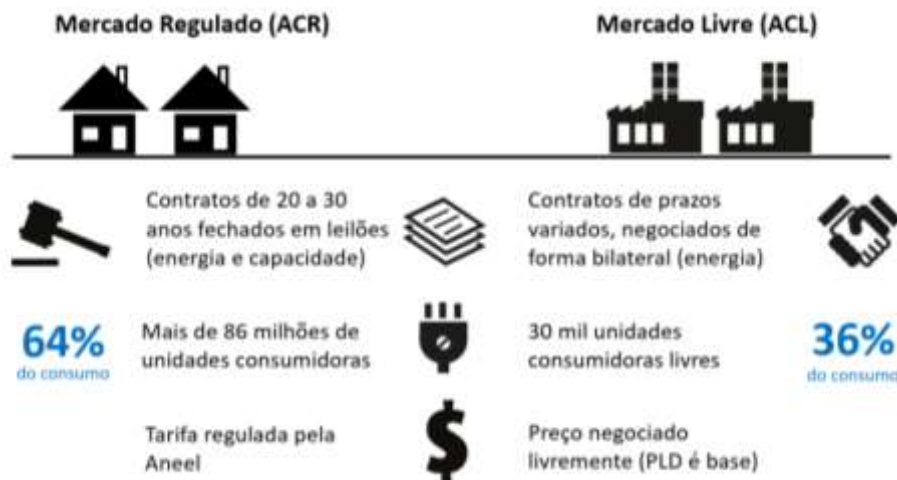 Mercado Regulado (ACR)
Mercado Livre (ACL)
Contratos de 20 a 30
anos fechados em leilões
(energia e capacidade)
Contratos de prazos
variados, negociados de
forma bilateral (energia)
64%
do consumo
Mais de 86 milhões de
unidades consumidoras
30 mil unidades
consumidoras livres
36%
do consumo
Tarifa regulada pela
Aneel
$
Preço negociado
livremente (PLD é base)